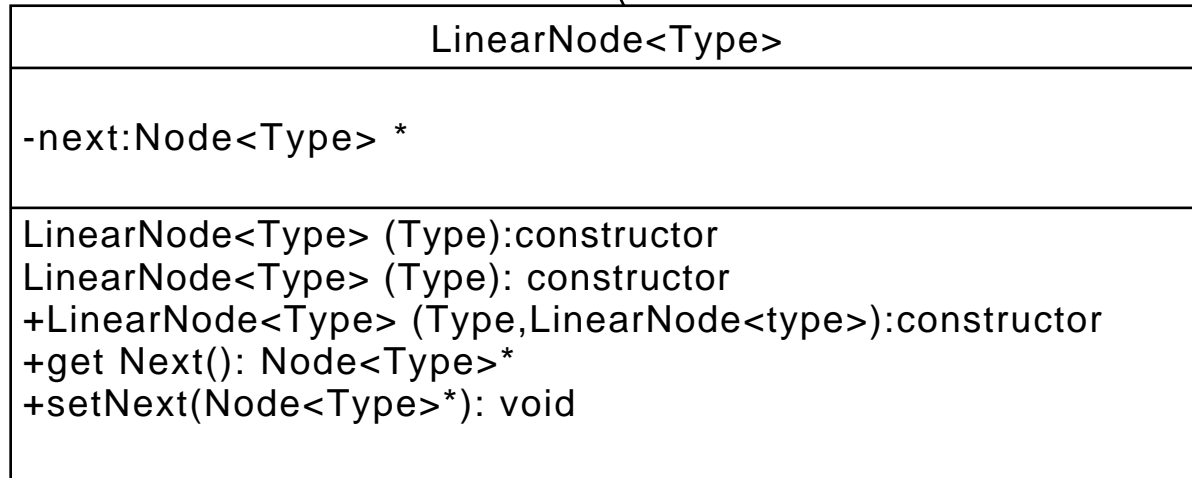 LinearNode<Type>
-next:Node<Type> *
LinearNode<Type> (Type):constructor
LinearNode<Type> (Type): constructor
+LinearNode<Type> (Type,LinearNode<type>):constructor
+get Next(): Node<Type>*
+setNext(Node<Type>*): void